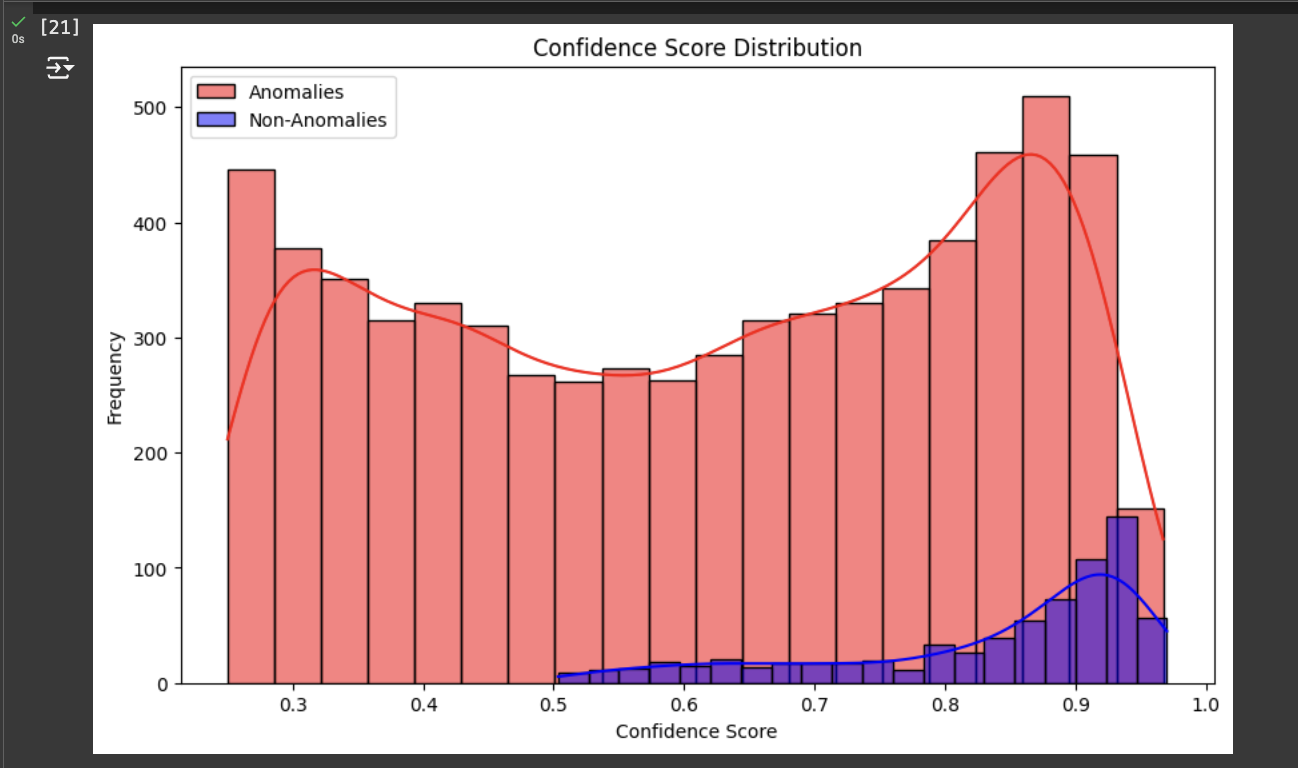 [21]
0s
Confidence Score Distribution
Anomalies
Non-Anomalies
500
400
300
200
100
0
Frequency
0.3 0.4 0.5 0.6 0.7 0.8 0.9 1.0
Confidence Score